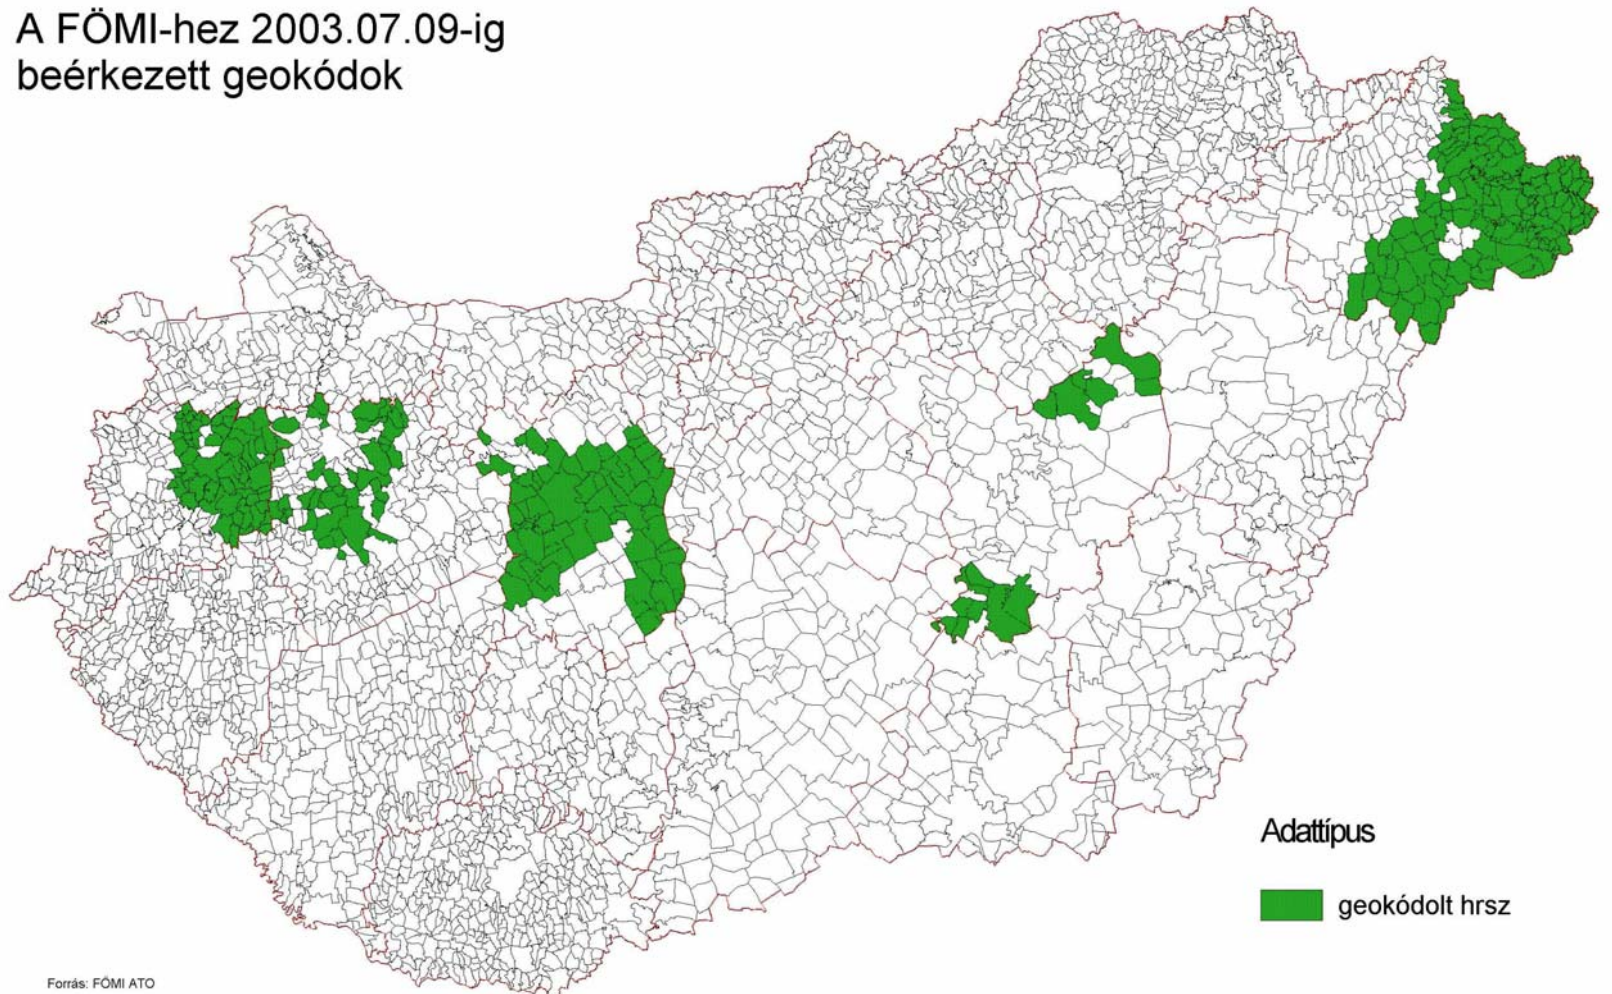 A FÖMI-hez 2003.07.09-ig
beérkezett geokódok
Adattípus
geokódolt hrsz
Forrás: FÖMI ATO